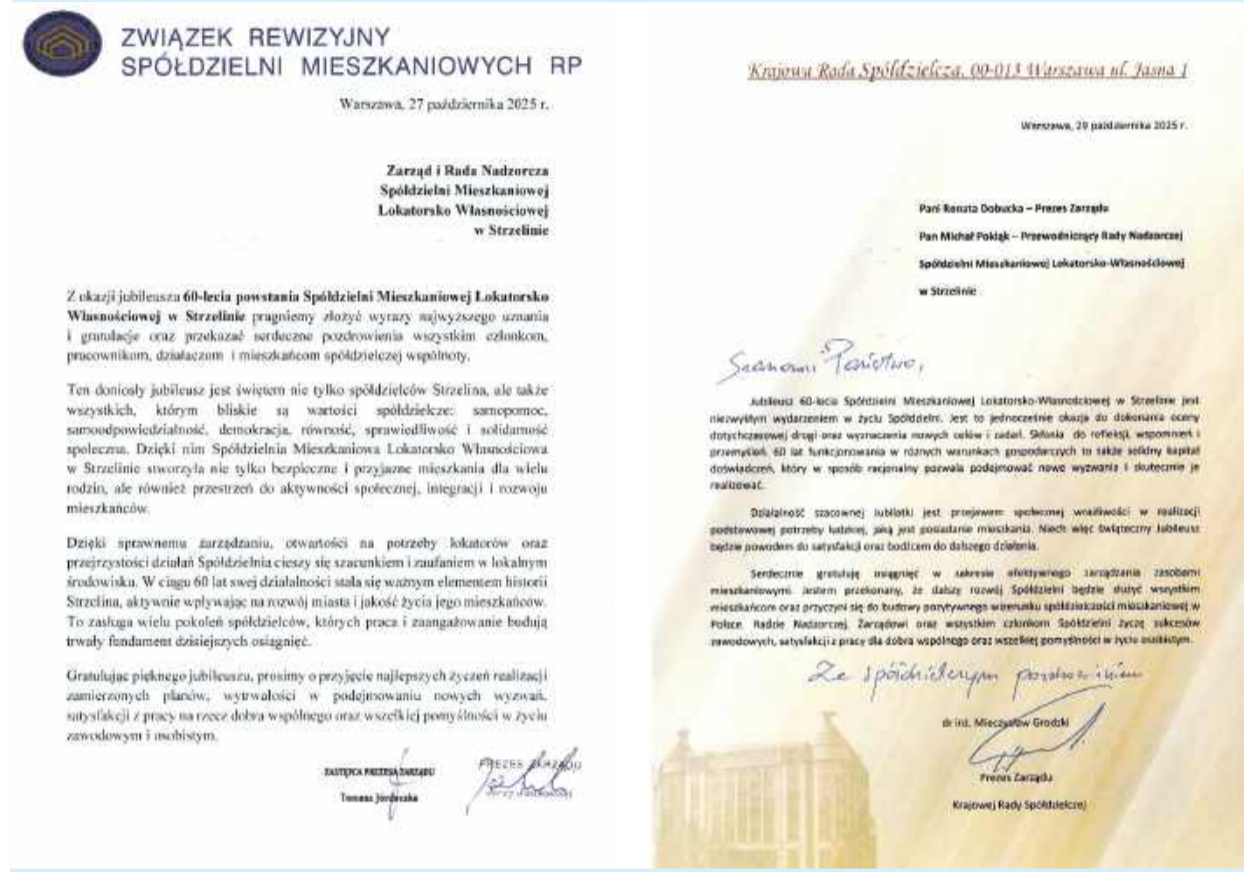 ZWIĄZEK REWIZYJNY
SPÓŁDZIELNI MIESZKANIOWYCH RP
Warszawa, 27 października 2025 r.
Zarząd i Rada Nadzorcza
Spółdzielni Mieszkaniowej
Lokatorsko Własnościowej
w Strzelinie
Z okazji jubileuszu 60-lecia powstania Spółdzielni Mieszkaniowej Lokatorsko
Własnościowej w Strzelinie pragniemy złożyć wyrazy najwyższego uznania
i gratulacje oraz przekazać serdeczne pozdrowienia wszystkim członkom,
pracownikom, działaczom i mieszkańcom spółdzielczej wspólnoty.
Ten doniosły jubileusz jest świętem nie tylko spółdzielców Strzelina, ale także
wszystkich, którym bliskie są wartości spółdzielcze: samopomoc,
samoodpowiedzialność, demokracja, równość, sprawiedliwość i solidarność
społeczna. Dzięki nim Spółdzielnia Mieszkaniowa Lokatorsko Własnościowa
w Strzelinie stworzyła nie tylko bezpieczne i przyjazne mieszkania dla wielu
rodzin, ale również przestrzeń do aktywności społecznej, integracji i rozwoju
mieszkańców.
Dzięki sprawnemu zarządzaniu, otwartości na potrzeby lokatorów oraz
przejrzystości działań Spółdzielnia cieszy się szacunkiem i zaufaniem w lokalnym
środowisku. W ciągu 60 lat swej działalności stała się ważnym elementem historii
Strzelina, aktywnie wpływając na rozwój miasta i jakość życia jego mieszkańców.
To zasługa wielu pokoleń spółdzielców, których praca i zaangażowanie budują
trwały fundament dzisiejszych osiągnięć.
Gratulując pięknego jubileuszu, prosimy o przyjęcie najlepszych życzeń realizacji
zamierzonych planów, wytrwałości w podejmowaniu nowych wyzwań,
satysfakcji z pracy na rzecz dobra wspólnego oraz wszelkiej pomyślności w życiu
zawodowym i osobistym.
ZASTĘPCA PREZESA ZARZĄDU
Tomasz Jórdeczka
PREZES ZARZĄDU
Krajowa Rada Spółdzielcza, 00-013 Warszawa ul. Jasna 1
Warszawa, 29 października 2025 r.
Pani Renata Dobucka – Prezes Zarządu
Pan Michał Pokląk – Przewodniczący Rady Nadzorczej
Spółdzielni Mieszkaniowej Lokatorsko-Własnościowej
w Strzelinie
Szanowni Państwo,
Jubileusz 60-lecia Spółdzielni Mieszkaniowej Lokatorsko-Własnościowej w Strzelinie jest
niezwykłym wydarzeniem w życiu Spółdzielni. Jest to jednocześnie okazja do dokonania oceny
dotychczasowej drogi oraz wyznaczenia nowych celów i zadań. Skłania do refleksji, wspomnień i
przemyśleń. 60 lat funkcjonowania w różnych warunkach gospodarczych to także solidny kapitał
doświadczeń, który w sposób racjonalny pozwala podejmować nowe wyzwania i skutecznie je
realizować.
Działalność szacownej Jubilatki jest przejawem społecznej wrażliwości w realizacji
podstawowej potrzeby ludzkiej, jaką jest posiadanie mieszkania. Niech więc świąteczny Jubileusz
będzie powodem do satysfakcji oraz bodźcem do dalszego działania.
Serdecznie gratuluję osiągnięć w zakresie efektywnego zarządzania zasobami
mieszkaniowymi. Jestem przekonany, że dalszy rozwój Spółdzielni będzie służyć wszystkim
mieszkańcom oraz przyczyni się do budowy pozytywnego wizerunku spółdzielczości mieszkaniowej w
Polsce. Radzie Nadzorczej, Zarządowi oraz wszystkim członkom Spółdzielni życzę sukcesów
zawodowych, satysfakcji z pracy dla dobra wspólnego oraz wszelkiej pomyślności w życiu osobistym.
Ze spółdzielczym pozdrowieniem
dr inż. Mieczysław Grodzki
Prezes Zarządu
Krajowej Rady Spółdzielczej